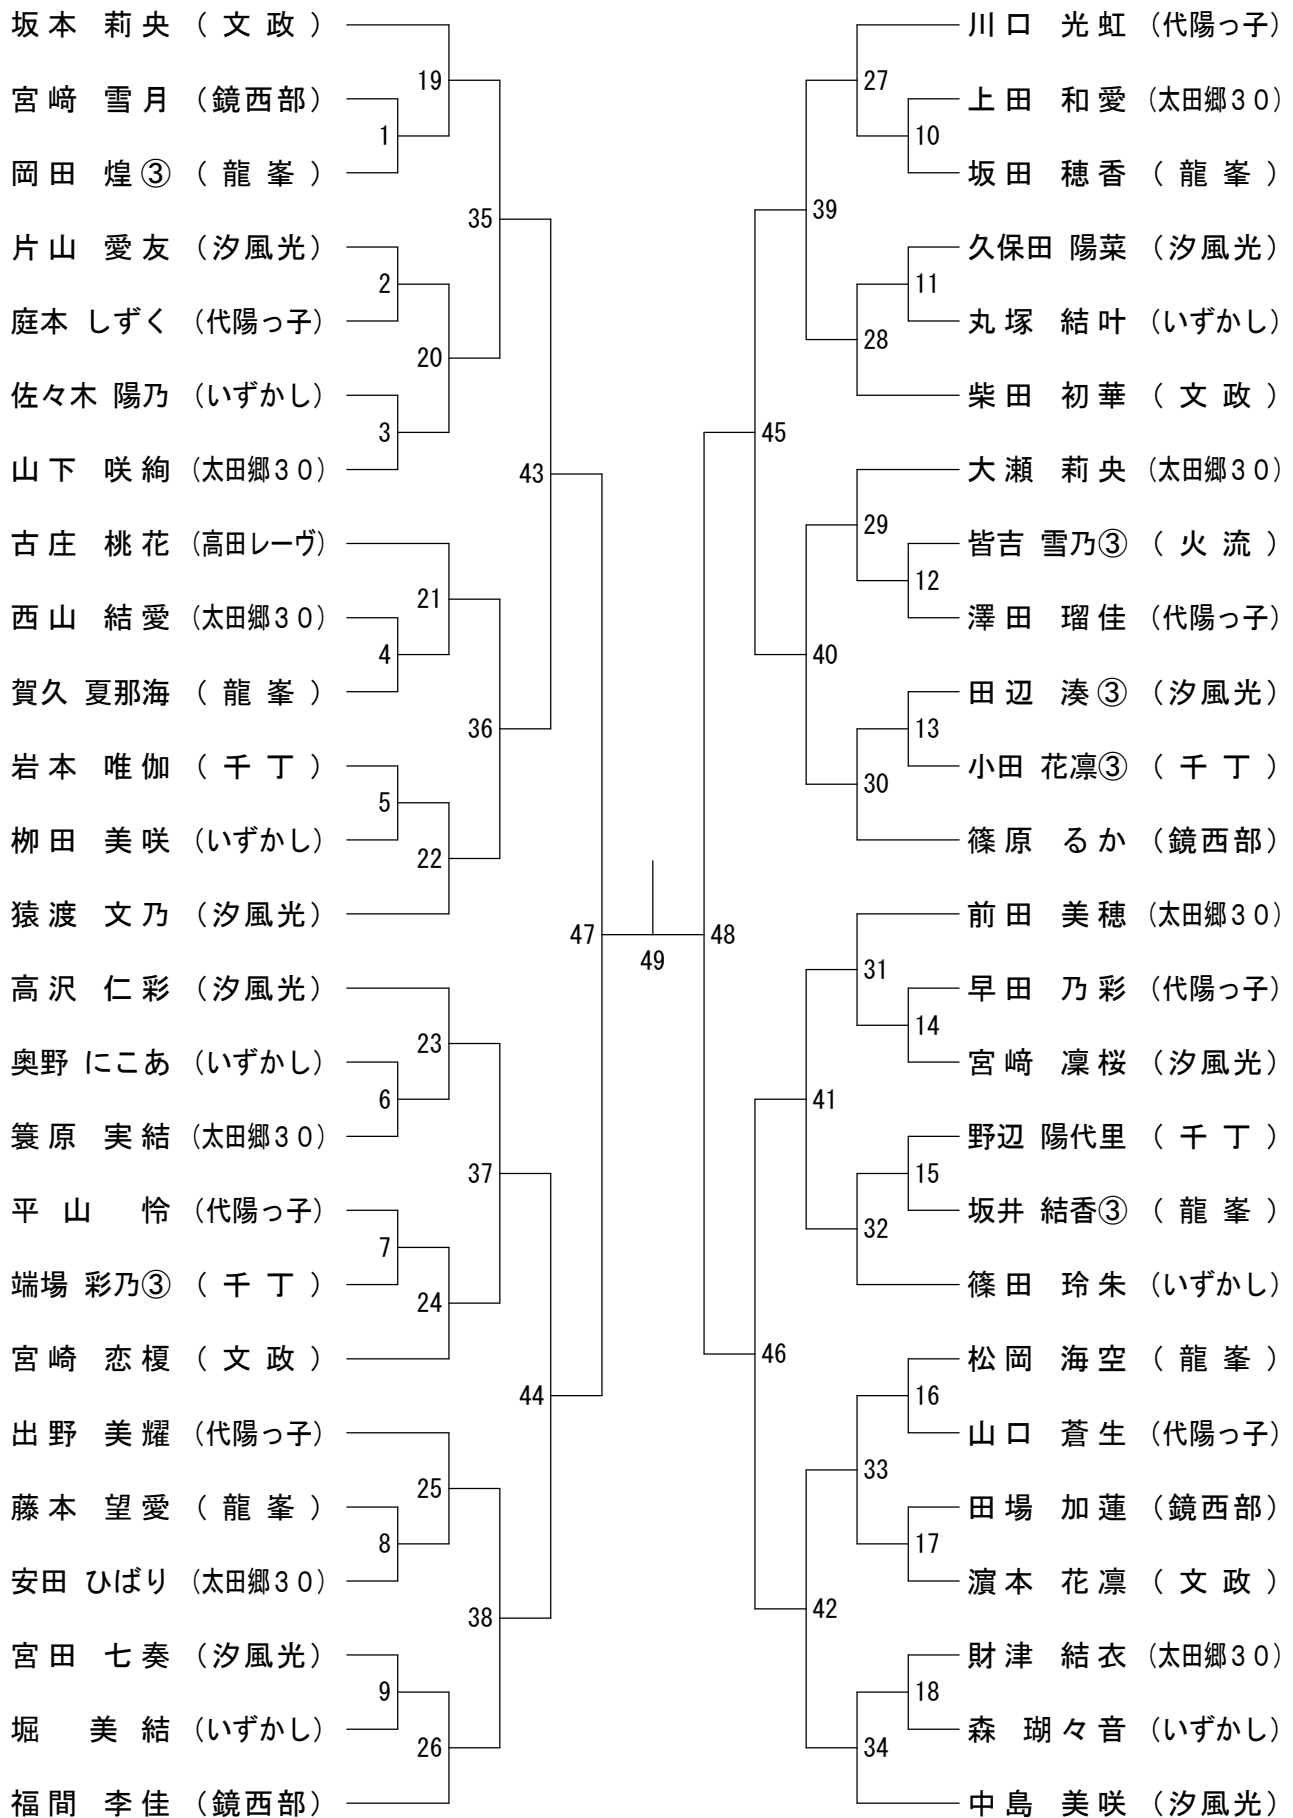 坂本 莉央 (文政)
宮﨑 雪月 (鏡西部)
岡田 煌③ (龍峯)
片山 愛友 (汐風光)
庭本 しずく (代陽っ子)
佐々木 陽乃 (いずかし)
山下 咲絢 (太田郷30)
古庄 桃花 (高田レーヴ)
西山 結愛 (太田郷30)
賀久 夏那海 (龍峯)
岩本 唯伽 (千丁)
栁田 美咲 (いずかし)
猿渡 文乃 (汐風光)
高沢 仁彩 (汐風光)
奥野 にこあ (いずかし)
簑原 実結 (太田郷30)
平山 怜 (代陽っ子)
端場 彩乃③ (千丁)
宮崎 恋榎 (文政)
出野 美耀 (代陽っ子)
藤本 望愛 (龍峯)
安田 ひばり (太田郷30)
宮田 七奏 (汐風光)
堀 美結 (いずかし)
福間 李佳 (鏡西部)
1
2
3
4
5
6
7
8
9
19
20
21
22
23
24
25
26
35
36
37
38
43
44
47
49
48
45
46
39
40
41
42
27
28
29
30
31
32
33
34
10
11
12
13
14
15
16
17
18
川口 光虹 (代陽っ子)
上田 和愛 (太田郷30)
坂田 穂香 (龍峯)
久保田 陽菜 (汐風光)
丸塚 結叶 (いずかし)
柴田 初華 (文政)
大瀬 莉央 (太田郷30)
皆吉 雪乃③ (火流)
澤田 瑠佳 (代陽っ子)
田辺 湊③ (汐風光)
小田 花凛③ (千丁)
篠原 るか (鏡西部)
前田 美穂 (太田郷30)
早田 乃彩 (代陽っ子)
宮﨑 凜桜 (汐風光)
野辺 陽代里 (千丁)
坂井 結香③ (龍峯)
篠田 玲朱 (いずかし)
松岡 海空 (龍峯)
山口 蒼生 (代陽っ子)
田場 加蓮 (鏡西部)
濵本 花凛 (文政)
財津 結衣 (太田郷30)
森 瑚々音 (いずかし)
中島 美咲 (汐風光)